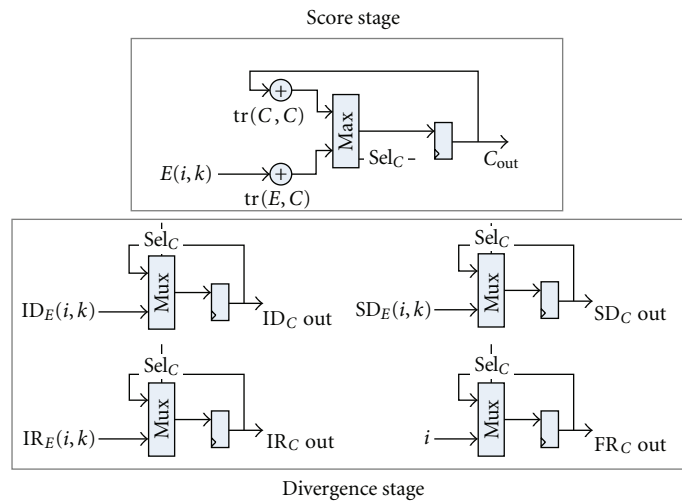 Score stage
+
tr(C, C)
Max
Sel_C
C_out
E(i, k)
+
tr(E, C)
Sel_C
Mux
ID_E(i, k)
ID_C out
Sel_C
Mux
SD_E(i, k)
SD_C out
Sel_C
Mux
IR_E(i, k)
IR_C out
Sel_C
Mux
i
FR_C out
Divergence stage